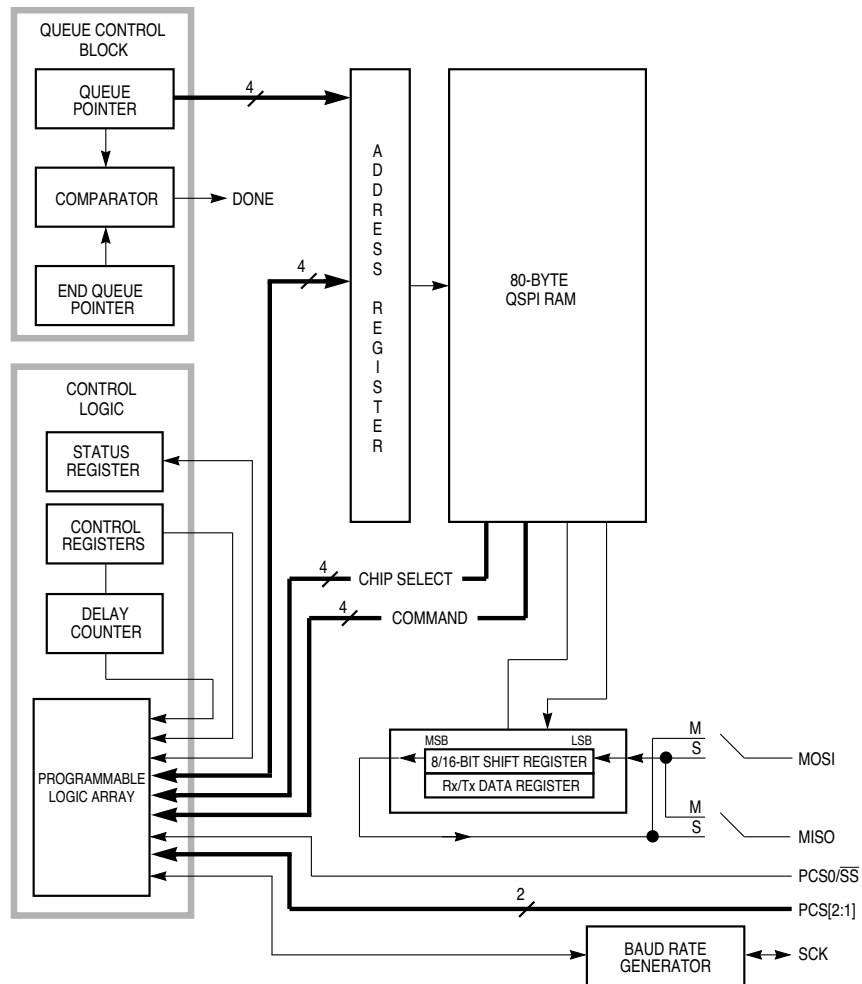 QUEUE CONTROL
BLOCK
QUEUE
POINTER
4
COMPARATOR
DONE
END QUEUE
POINTER
4
ADDRESS REGISTER
80-BYTE
QSPI RAM
CONTROL
LOGIC
STATUS
REGISTER
CONTROL
REGISTERS
DELAY
COUNTER
PROGRAMMABLE
LOGIC ARRAY
4
CHIP SELECT
4
COMMAND
MSB
LSB
8/16-BIT SHIFT REGISTER
Rx/Tx DATA REGISTER
M
S
MOSI
M
S
MISO
PCS0/SS
2
PCS[2:1]
BAUD RATE
GENERATOR
SCK